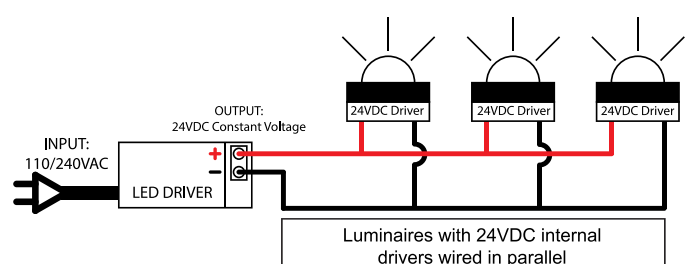 24VDC Driver
24VDC Driver
24VDC Driver
OUTPUT:
24VDC Constant Voltage
INPUT:
110/240VAC
+
−
LED DRIVER
Luminaires with 24VDC internal
drivers wired in parallel